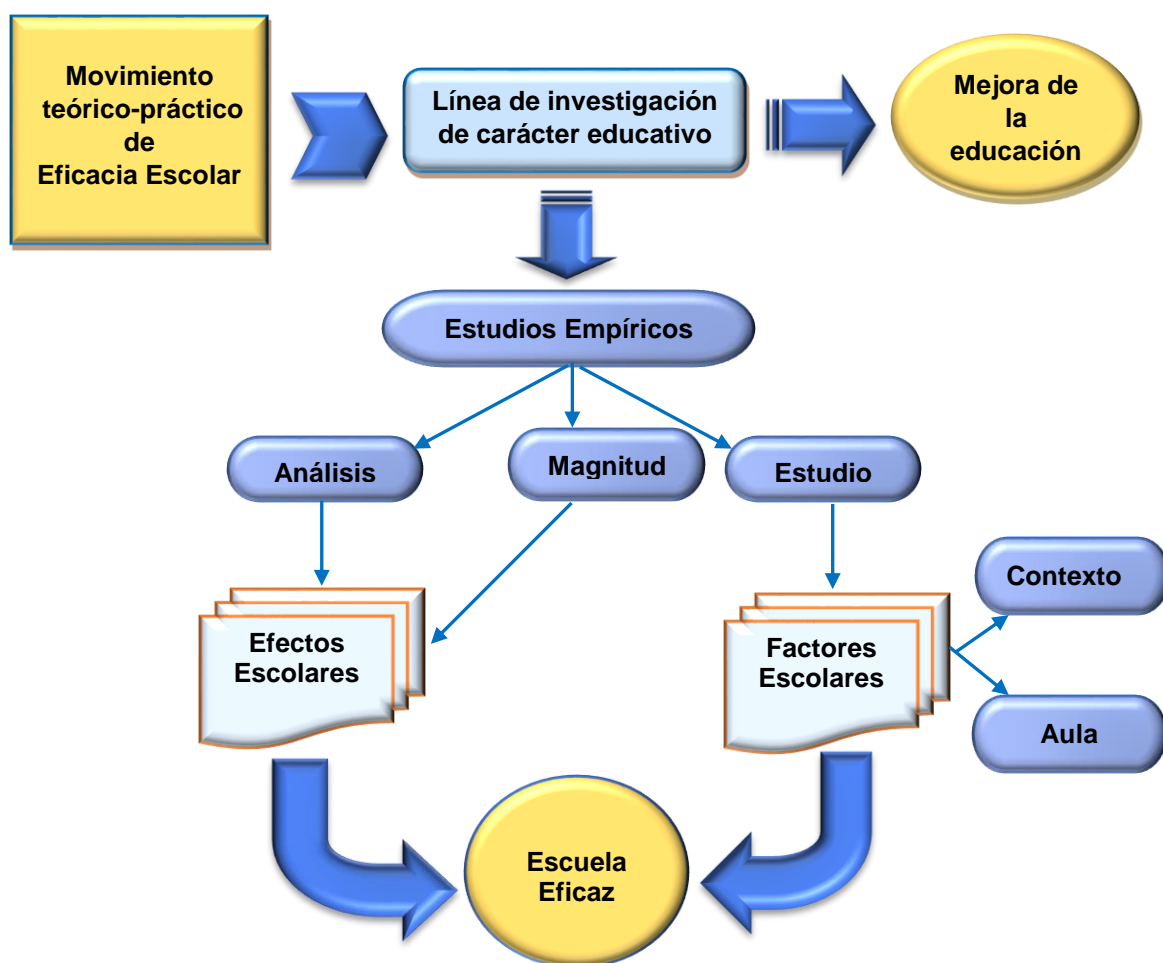 Movimiento
teórico-práctico
de
Eficacia Escolar
Línea de investigación
de carácter educativo
Mejora de
la
educación
Estudios Empíricos
Análisis
Magnitud
Estudio
Efectos
Escolares
Factores
Escolares
Contexto
Aula
Escuela
Eficaz